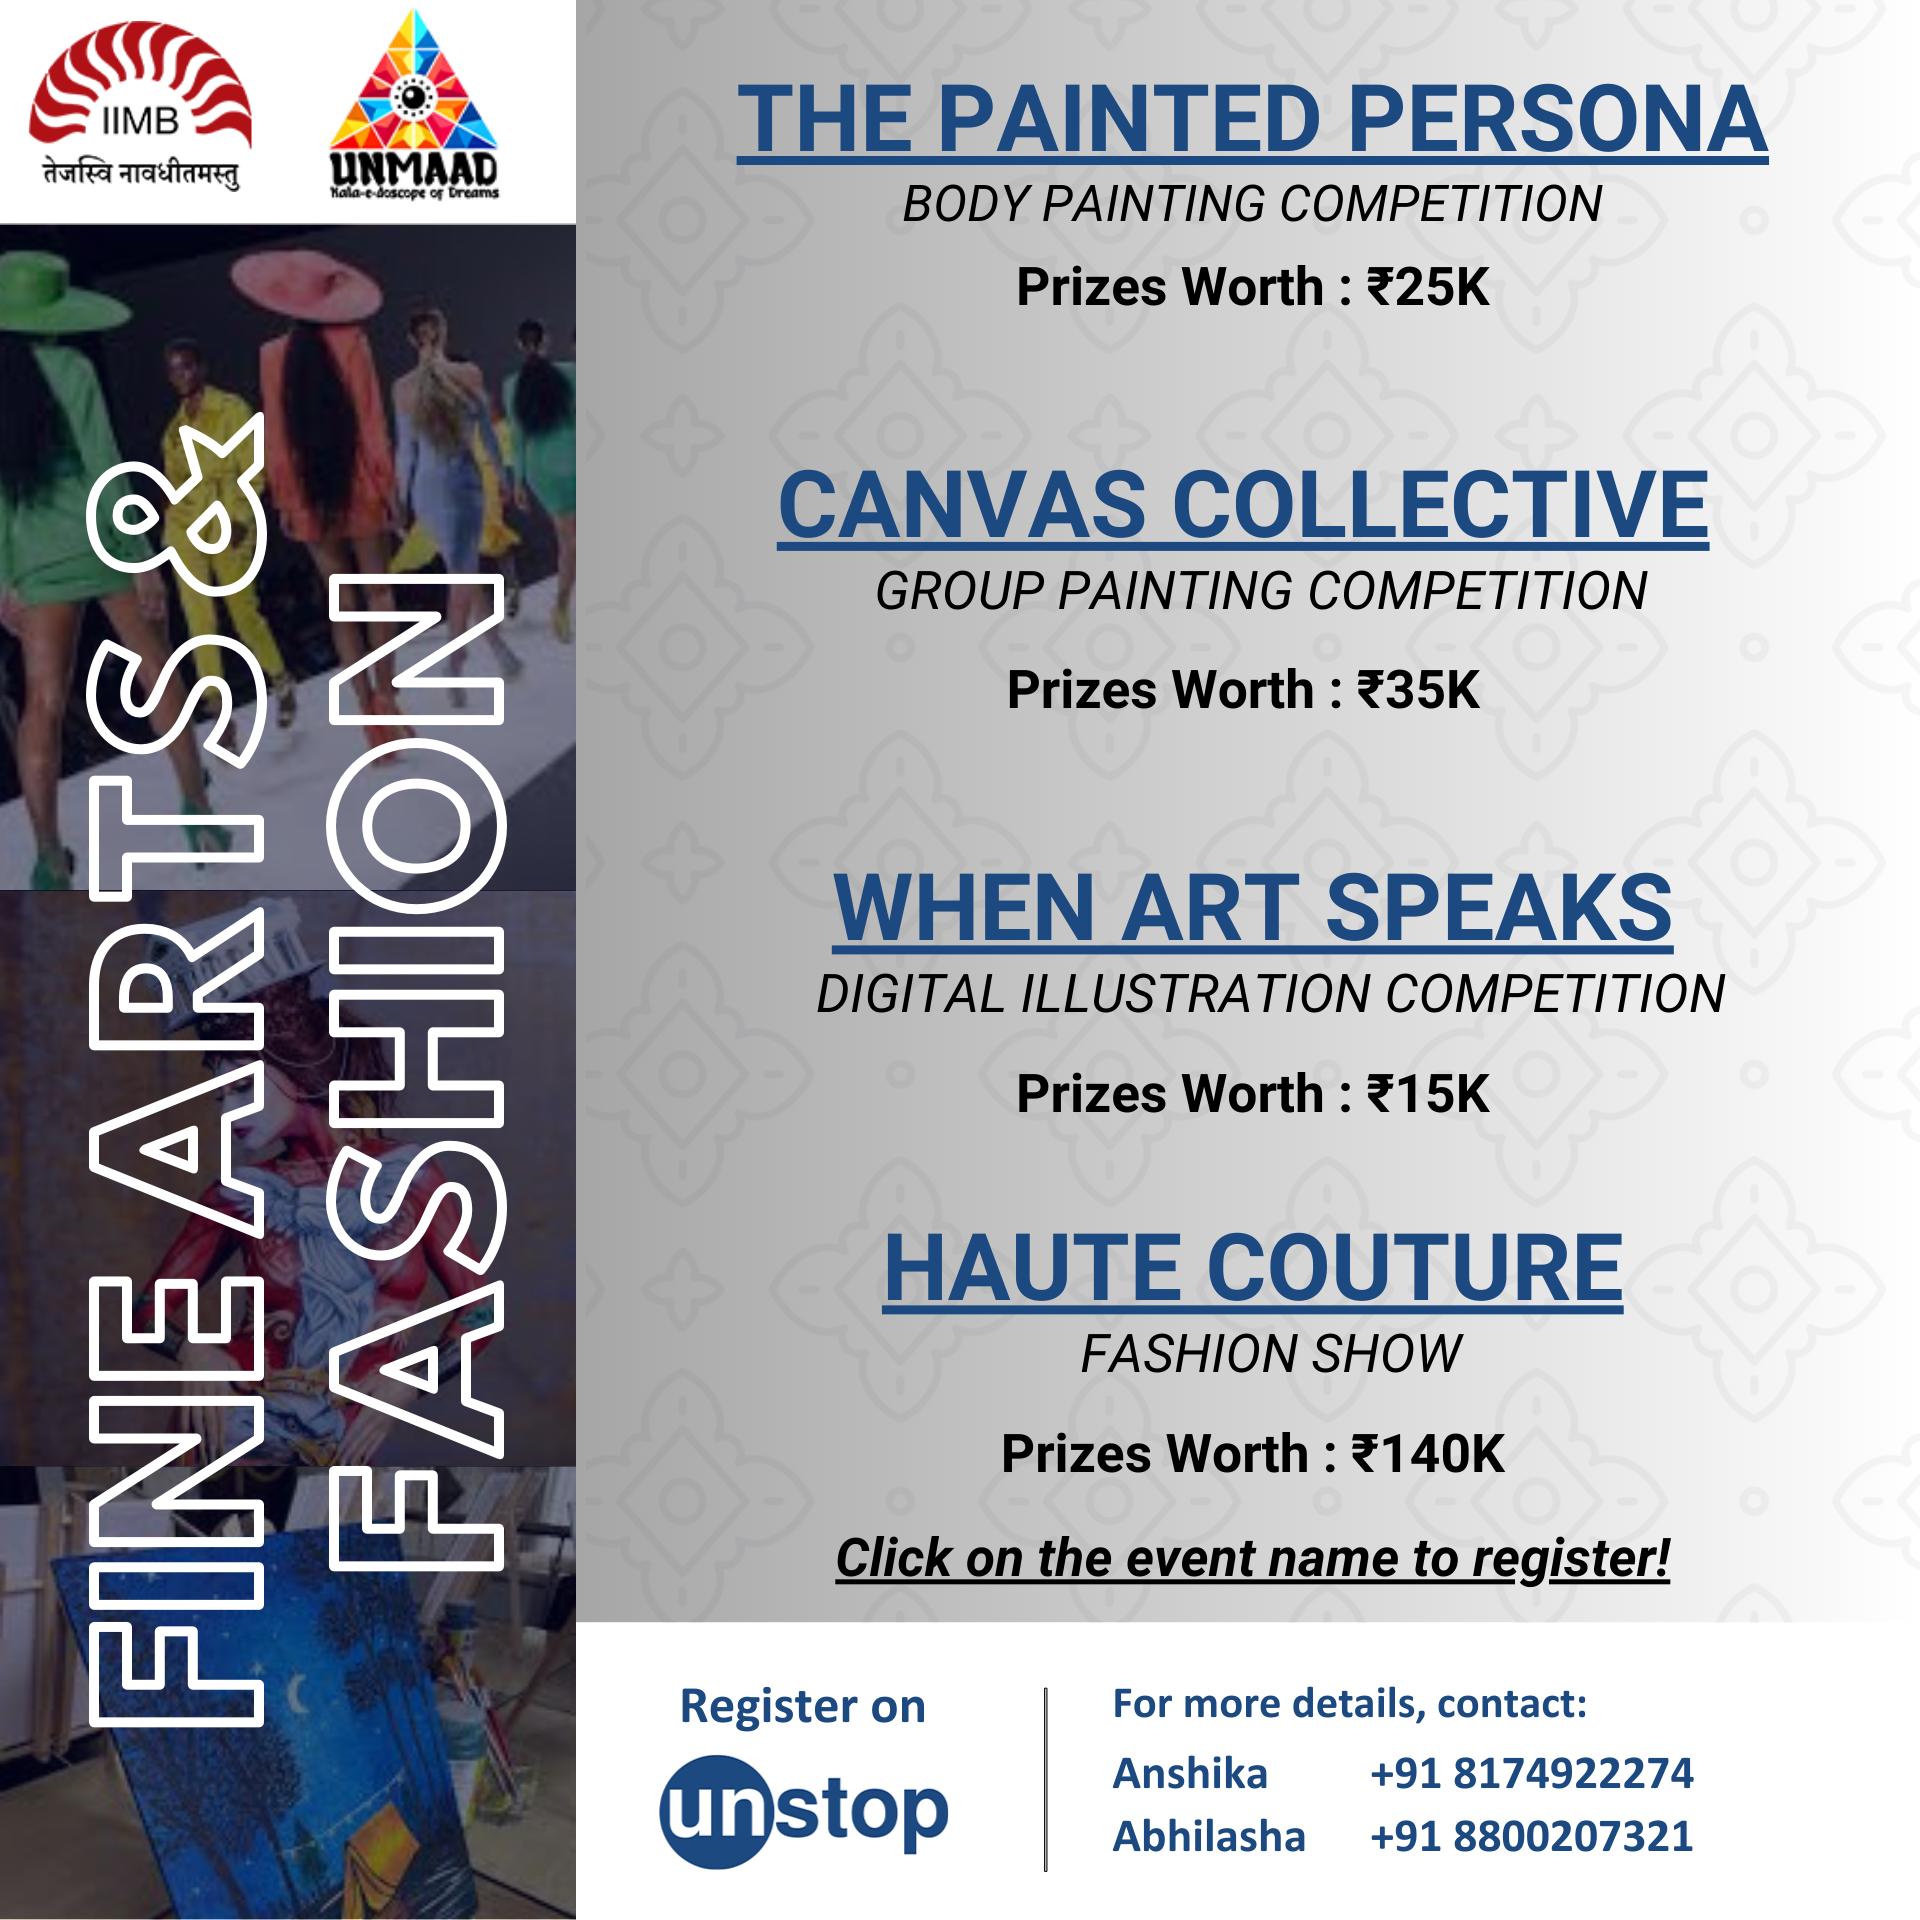 IIMB
तेजस्वि नावधीतमस्तु
UNMAAD
Kala-e-doscope of Dreams
FINE ARTS &
FASHION
THE PAINTED PERSONA
BODY PAINTING COMPETITION
Prizes Worth : ₹25K
CANVAS COLLECTIVE
GROUP PAINTING COMPETITION
Prizes Worth : ₹35K
WHEN ART SPEAKS
DIGITAL ILLUSTRATION COMPETITION
Prizes Worth : ₹15K
HAUTE COUTURE
FASHION SHOW
Prizes Worth : ₹140K
Click on the event name to register!
Register on
unstop
For more details, contact:
Anshika +91 8174922274
Abhilasha +91 8800207321